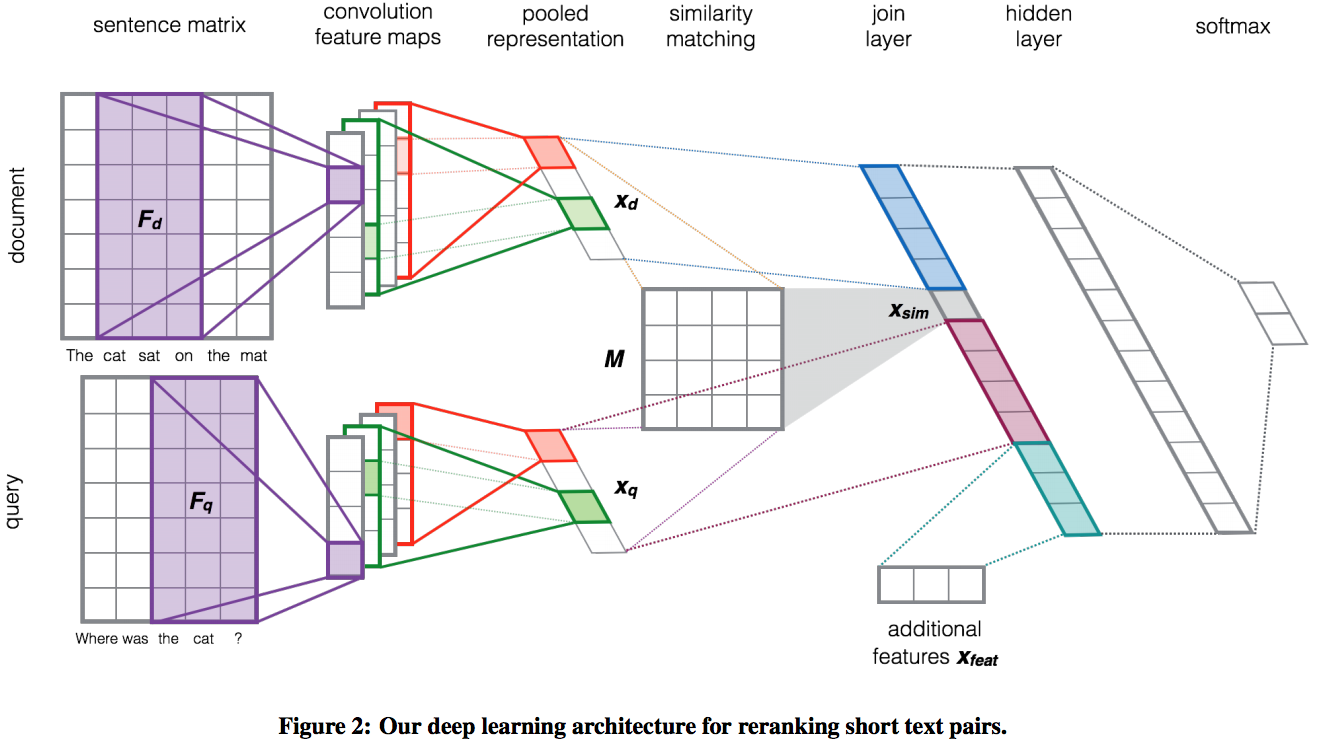 sentence matrix
convolution
feature maps
pooled
representation
similarity
matching
join
layer
hidden
layer
softmax
document
F_d
The cat sat on the mat
x_d
M
x_sim
query
F_q
Where was the cat ?
x_q
additional
features x_feat
Figure 2: Our deep learning architecture for reranking short text pairs.